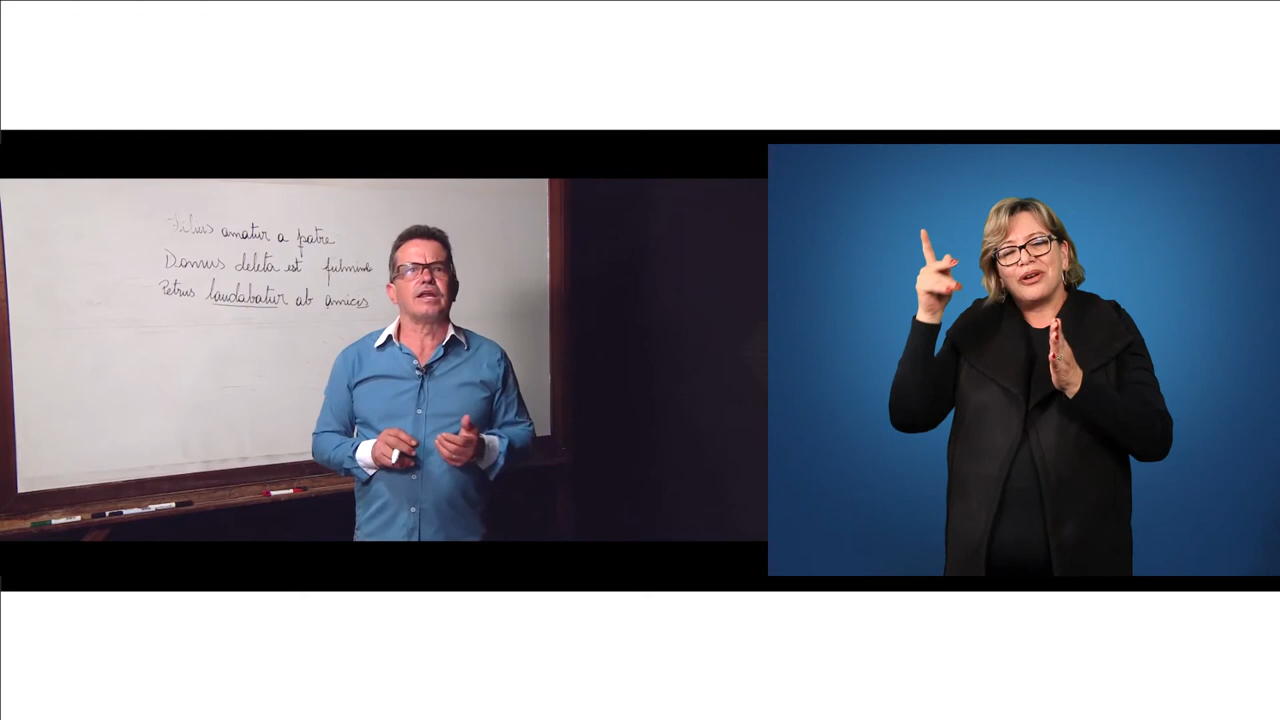 Filius amatur a patre
Domus deleta est fulmine
Petrus laudabatur ab amicis